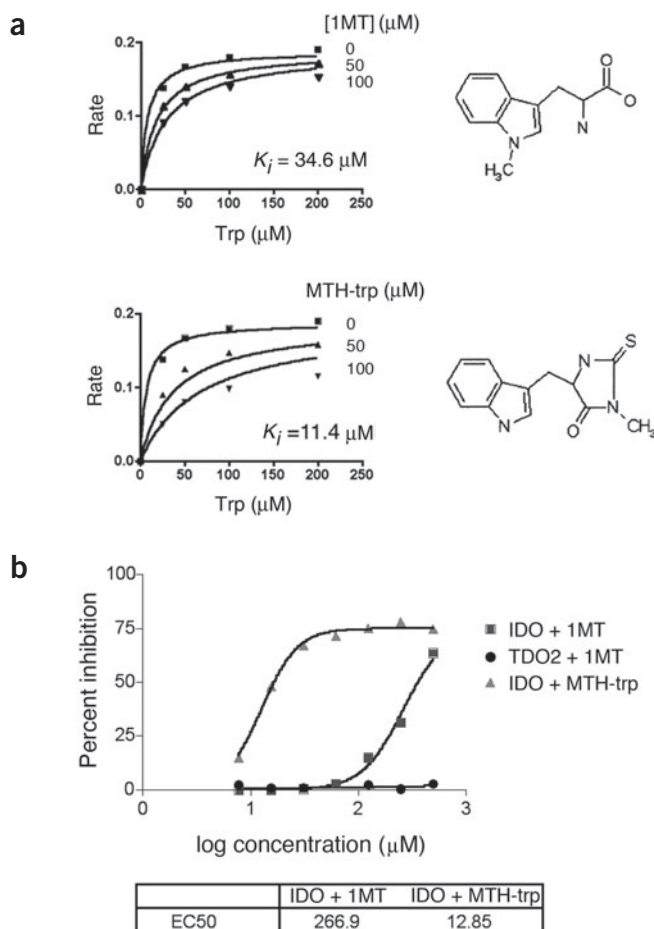 a
[1MT] (µM)
0.2
0
50
100
0.1
Rate
Ki = 34.6 µM
0.0
0 50 100 150 200 250
Trp (µM)
O
O
N
N
H3C
MTH-trp (µM)
0.2
0
50
100
0.1
Rate
Ki =11.4 µM
0.0
0 50 100 150 200 250
Trp (µM)
N
S
N
O
N
CH3
b
100
75
50
25
0
Percent inhibition
0 1 2 3
log concentration (µM)
IDO + 1MT
TDO2 + 1MT
IDO + MTH-trp
IDO + 1MT IDO + MTH-trp
EC50 266.9 12.85